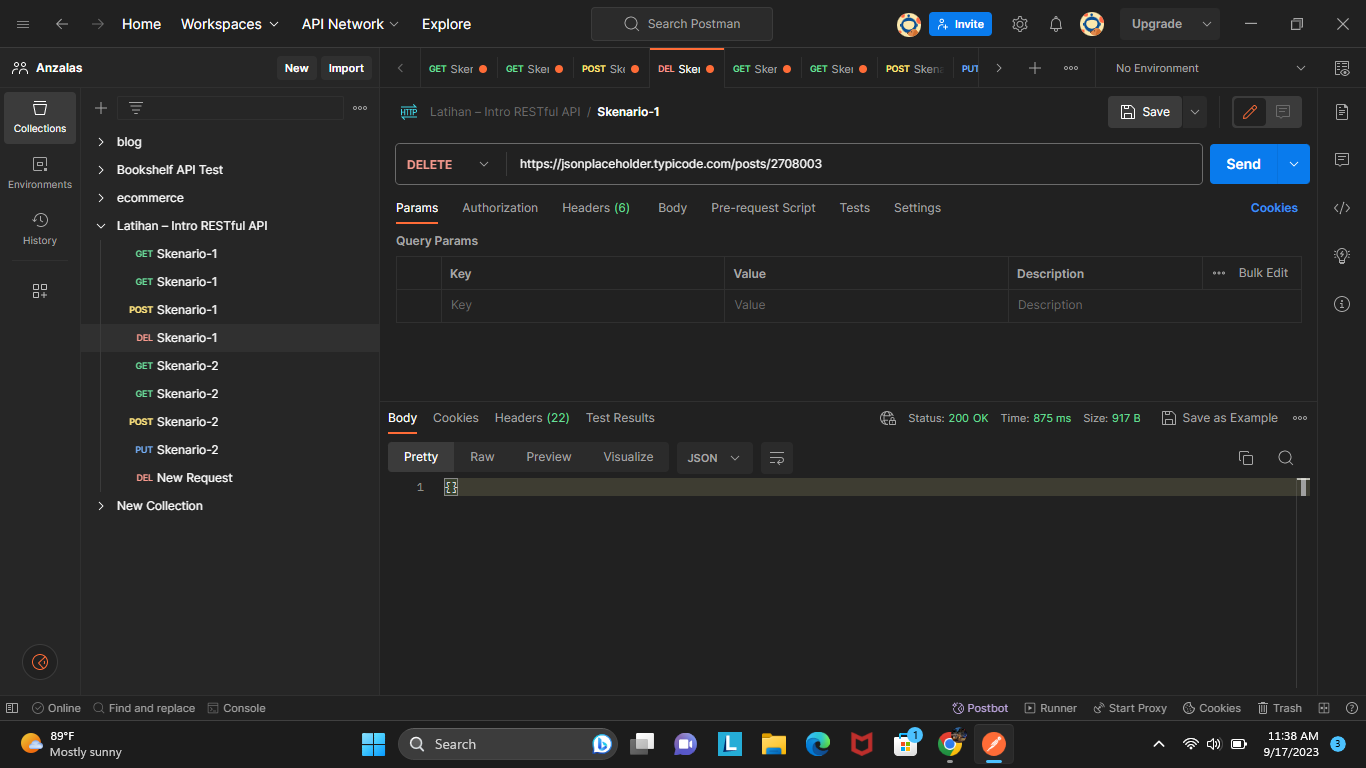 Home Workspaces API Network Explore Search Postman Invite Upgrade
Anzalas New Import
GET Sker GET Sker POST Sk DEL Sker GET Sker GET Sker POST Skena PUT No Environment
Collections
Environments
History
blog
Bookshelf API Test
ecommerce
Latihan – Intro RESTful API
GET Skenario-1
GET Skenario-1
POST Skenario-1
DEL Skenario-1
GET Skenario-2
GET Skenario-2
POST Skenario-2
PUT Skenario-2
DEL New Request
New Collection
HTTP Latihan – Intro RESTful API / Skenario-1 Save
DELETE https://jsonplaceholder.typicode.com/posts/2708003 Send
Params Authorization Headers (6) Body Pre-request Script Tests Settings Cookies
Query Params
Key Value Description Bulk Edit
Key Value Description
Body Cookies Headers (22) Test Results Status: 200 OK Time: 875 ms Size: 917 B Save as Example
Pretty Raw Preview Visualize JSON
1 {}
Online Find and replace Console Postbot Runner Start Proxy Cookies Trash
89°F
Mostly sunny
Search
L
1
11:38 AM
9/17/2023
3